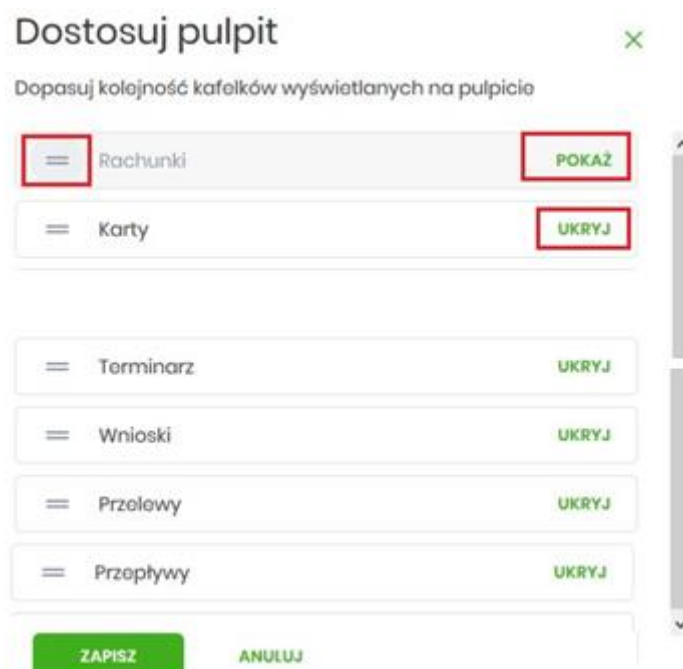 Dostosuj pulpit
Dopasuj kolejność kafelków wyświetlanych na pulpicie
Rachunki POKAŻ
Karty UKRYJ
Terminarz UKRYJ
Wnioski UKRYJ
Przelewy UKRYJ
Przepływy UKRYJ
ZAPISZ ANULUJ